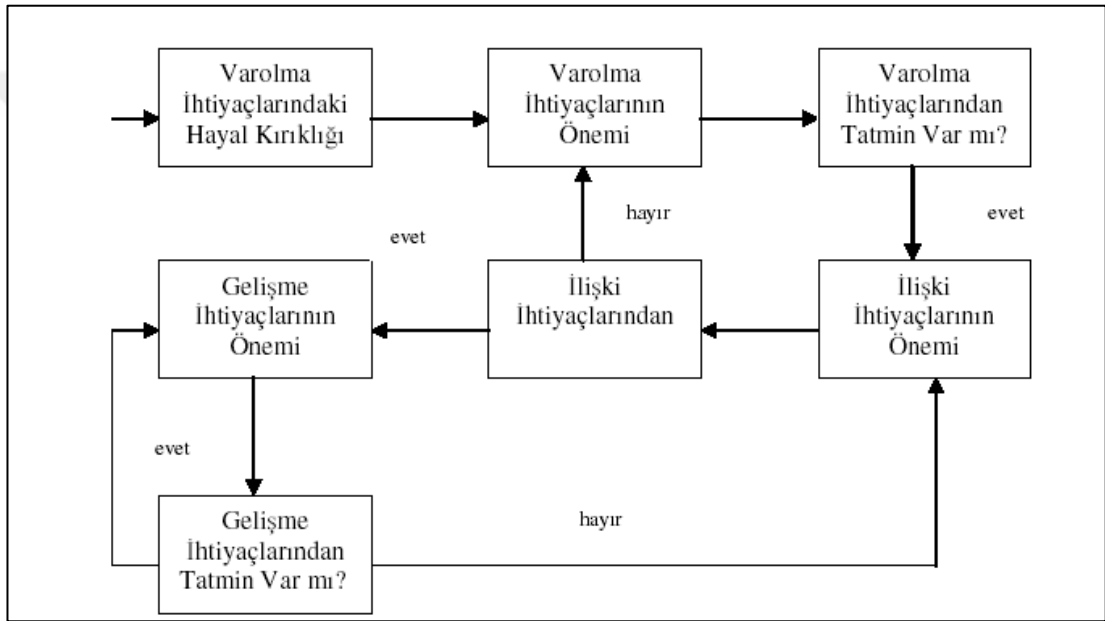 Varolma
İhtiyaçlarındaki
Hayal Kırıklığı
Varolma
İhtiyaçlarının
Önemi
Varolma
İhtiyaçlarından
Tatmin Var mı?
hayır
evet
evet
Gelişme
İhtiyaçlarının
Önemi
İlişki
İhtiyaçlarından
İlişki
İhtiyaçlarının
Önemi
evet
Gelişme
İhtiyaçlarından
Tatmin Var mı?
hayır